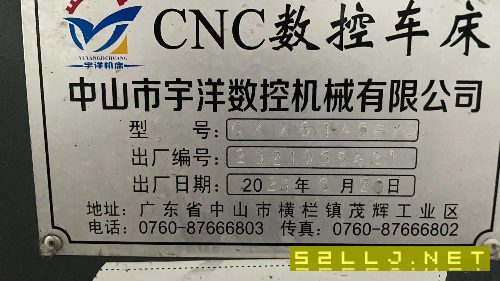 YUYANGJICHUANG
宇洋机床
CNC数控车床
中山市宇洋数控机械有限公司
型 号:
出厂编号:
出厂日期: 20 年 月 日
地址: 广东省中山市横栏镇茂辉工业区
电话: 0760-87666803 传真: 0760-87666802
52LLJ.NET